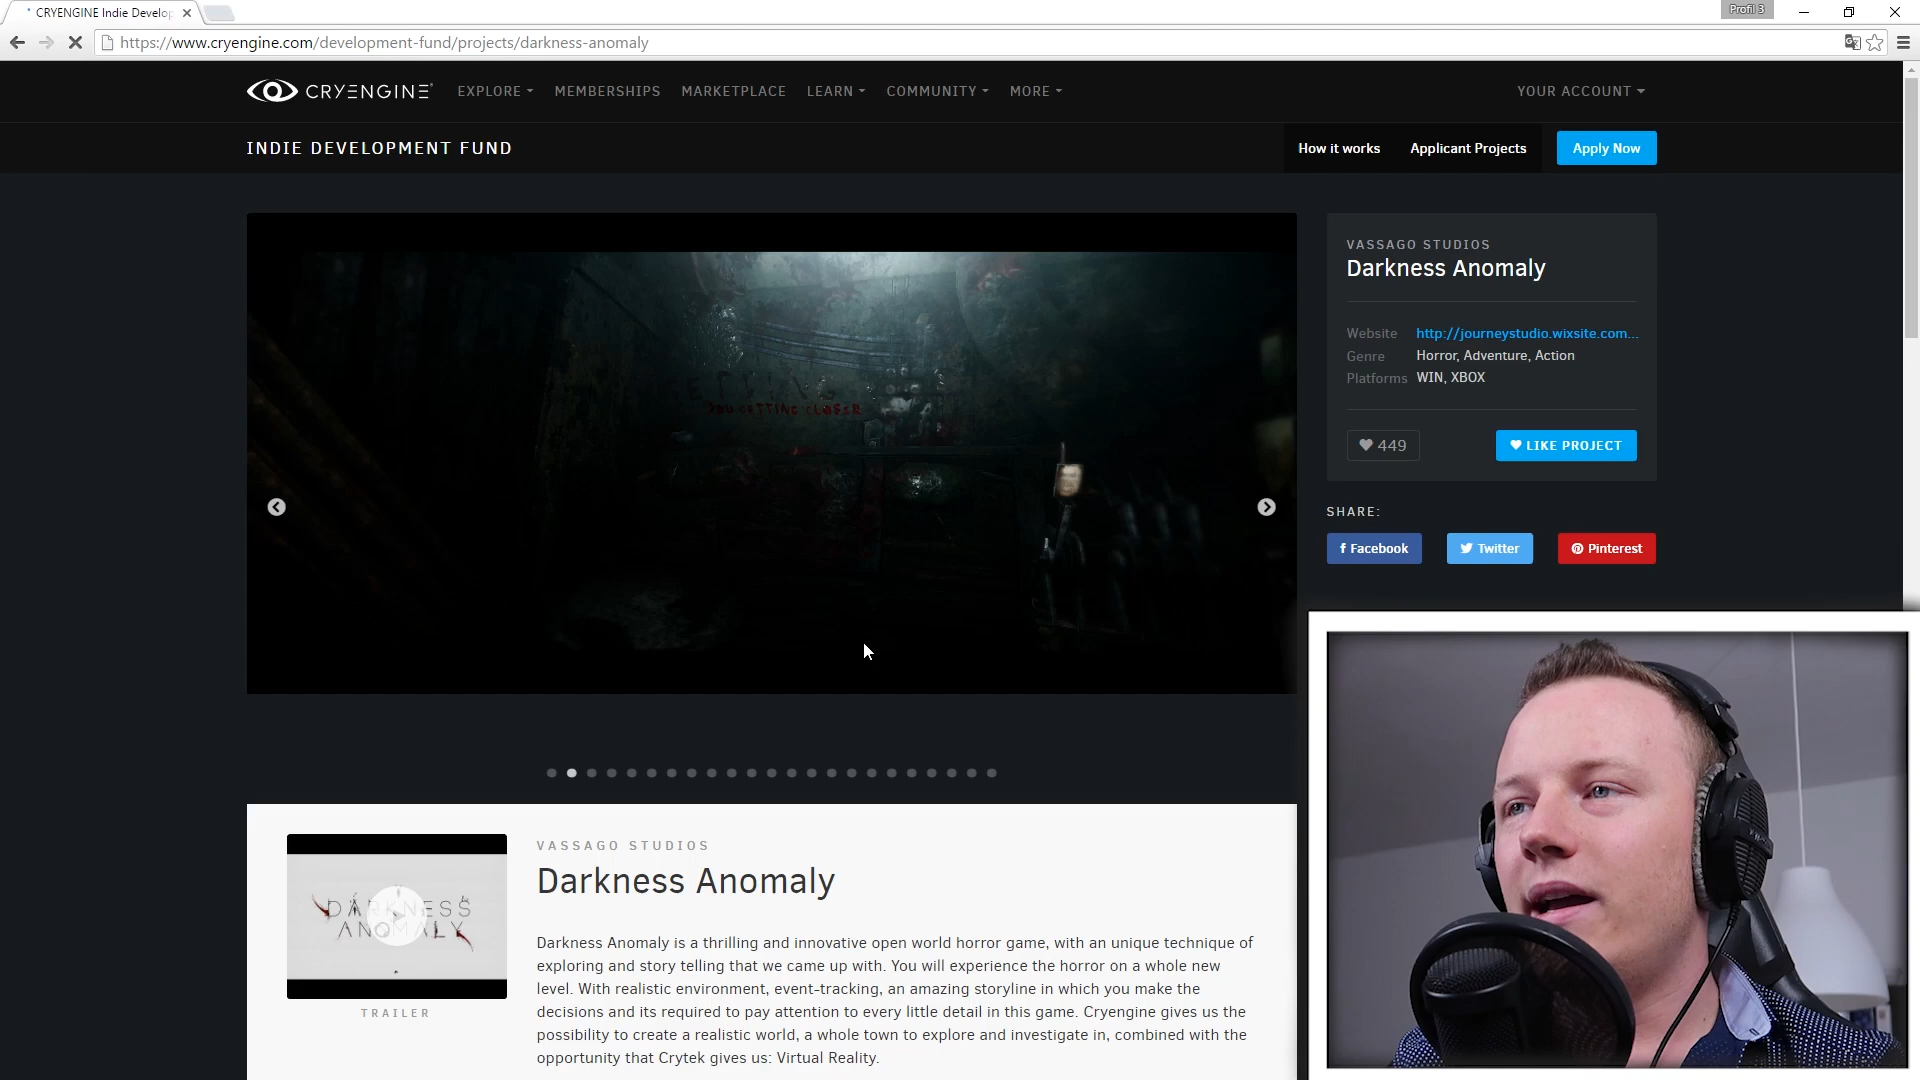 CRYENGINE Indie Develop
Profil 3
https://www.cryengine.com/development-fund/projects/darkness-anomaly
CRYENGINE
EXPLORE
MEMBERSHIPS
MARKETPLACE
LEARN
COMMUNITY
MORE
YOUR ACCOUNT
INDIE DEVELOPMENT FUND
How it works
Applicant Projects
Apply Now
YOU GETTING CLOSER
VASSAGO STUDIOS
Darkness Anomaly
Website http://journeystudio.wixsite.com...
Genre Horror, Adventure, Action
Platforms WIN, XBOX
449
LIKE PROJECT
SHARE:
Facebook
Twitter
Pinterest
DARKNESS
ANOMALY
TRAILER
VASSAGO STUDIOS
Darkness Anomaly
Darkness Anomaly is a thrilling and innovative open world horror game, with an unique technique of
exploring and story telling that we came up with. You will experience the horror on a whole new
level. With realistic environment, event-tracking, an amazing storyline in which you make the
decisions and its required to pay attention to every little detail in this game. Cryengine gives us the
possibility to create a realistic world, a whole town to explore and investigate in, combined with the
opportunity that Crytek gives us: Virtual Reality.